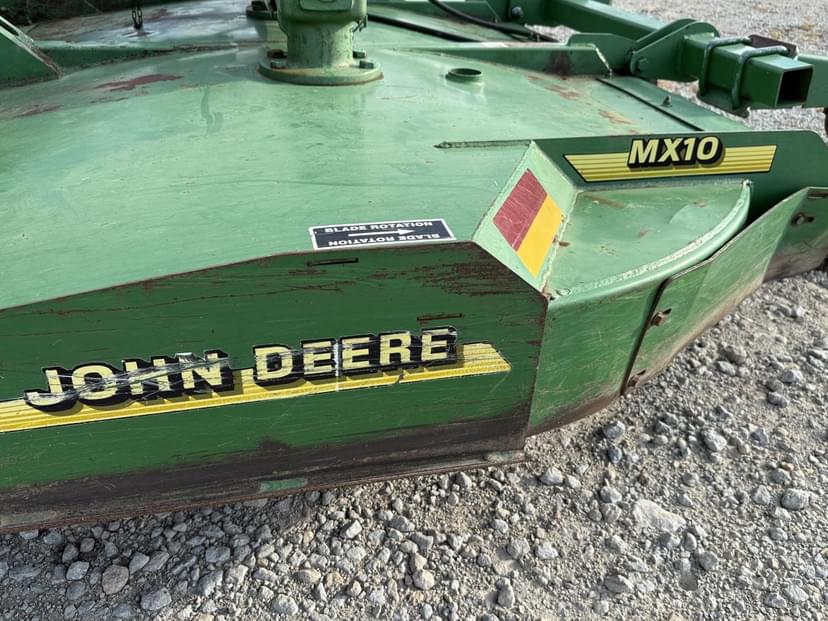 MX10
BLADE ROTATION
BLADE ROTATION
JOHN DEERE